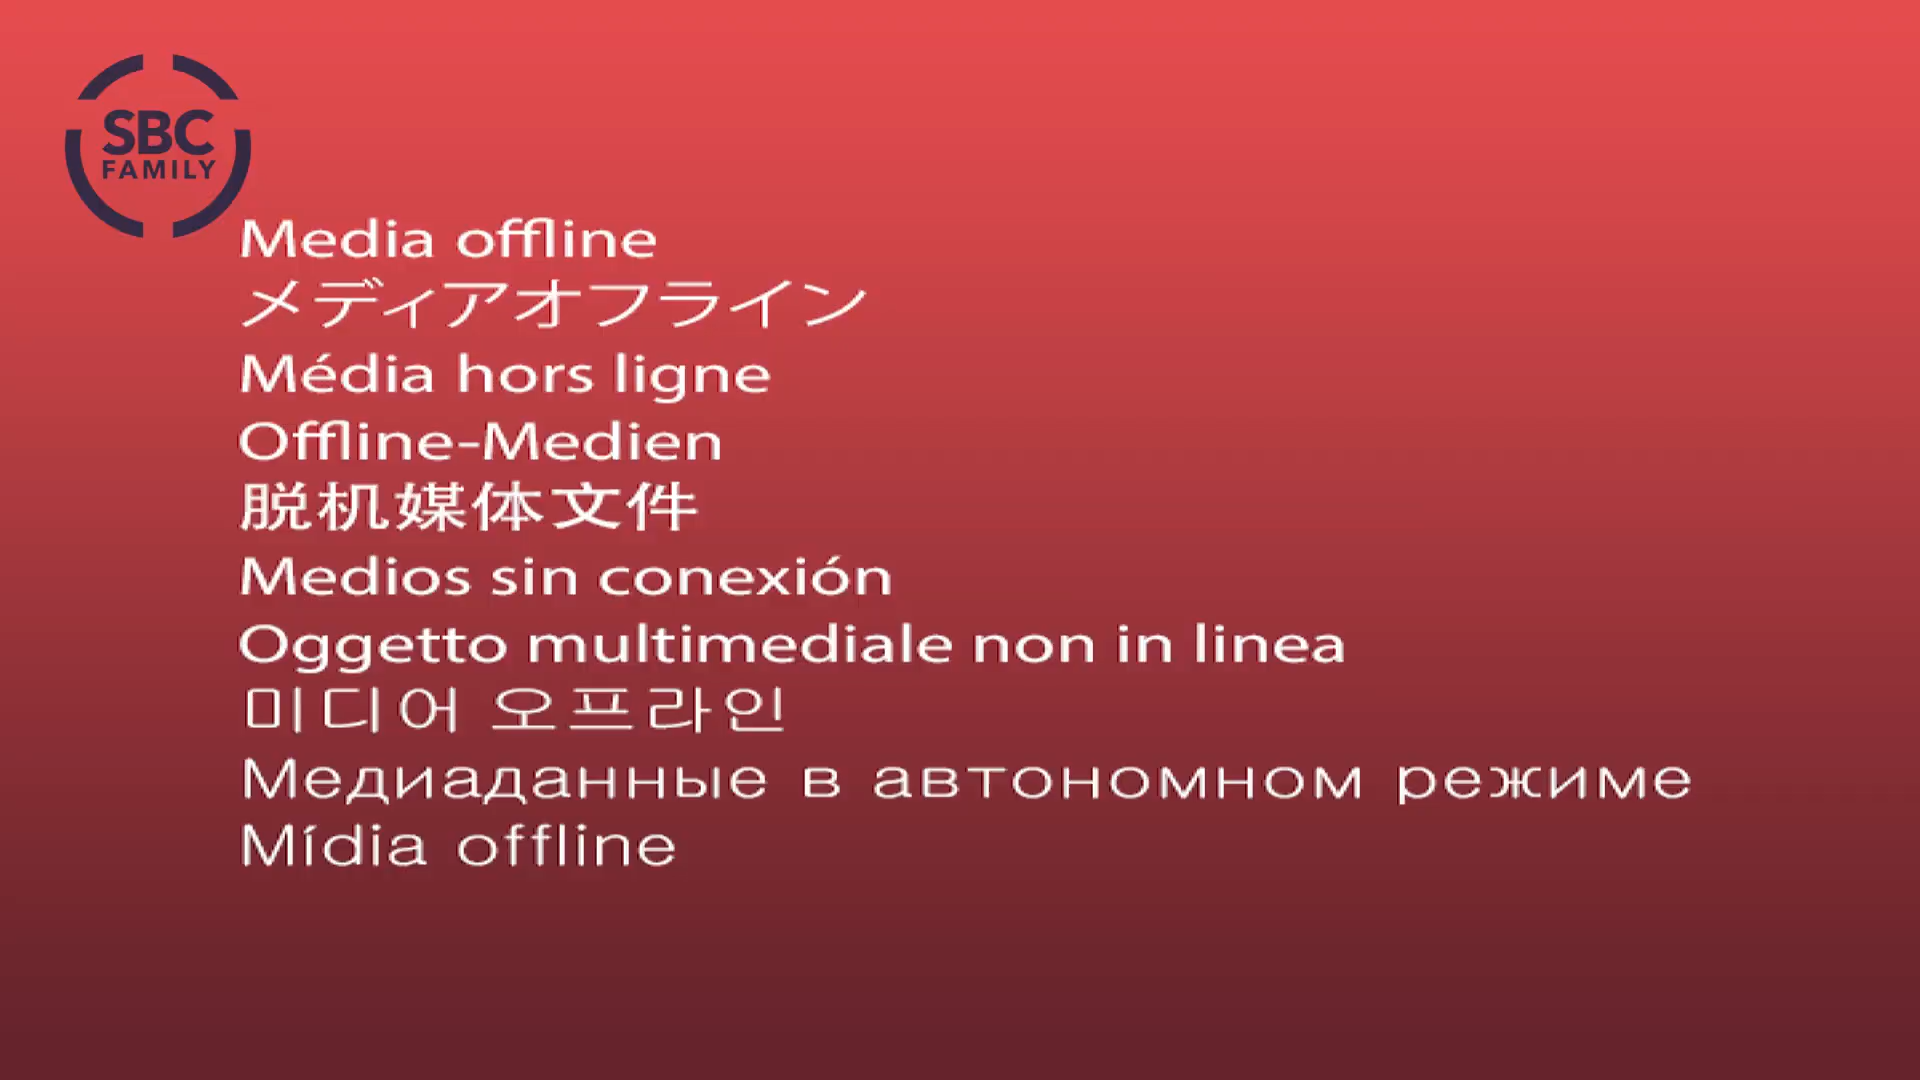 SBC
FAMILY
Media offline
メディアオフライン
Média hors ligne
Offline-Medien
脱机媒体文件
Medios sin conexión
Oggetto multimediale non in linea
미디어 오프라인
Медиаданные в автономном режиме
Mídia offline